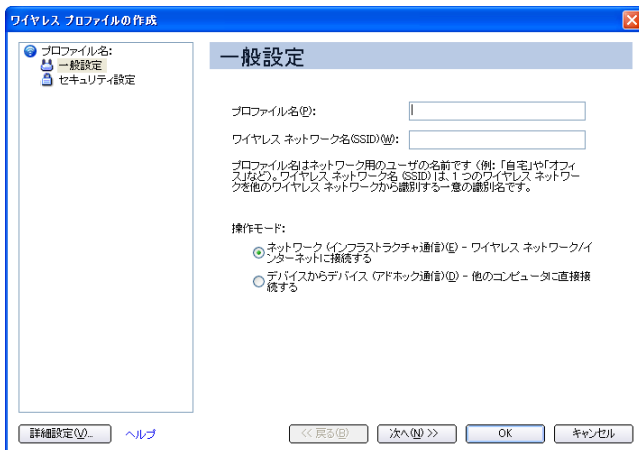 ワイヤレス プロファイルの作成
プロファイル名:
一般設定
セキュリティ設定
一般設定
プロファイル名(P):
ワイヤレス ネットワーク名(SSID)(W):
プロファイル名はネットワーク用のユーザの名前です (例: 「自宅」や「オフィ
ス」など)。ワイヤレス ネットワーク名 (SSID) は、1 つのワイヤレス ネットワー
クを他のワイヤレス ネットワークから識別する一意の識別名です。
操作モード:
ネットワーク (インフラストラクチャ通信)(E) - ワイヤレス ネットワーク/イ
ンターネットに接続する
デバイスからデバイス (アドホック通信)(D) - 他のコンピュータに直接接
続する
詳細設定(V)...
ヘルプ
<< 戻る(B)
次へ(N) >>
OK
キャンセル